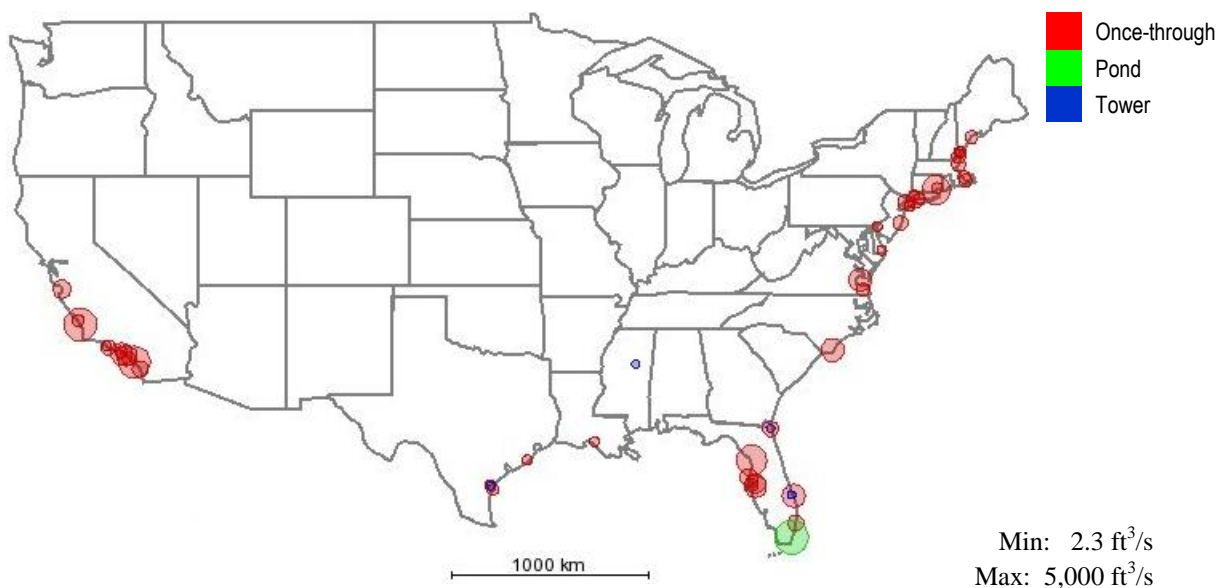 Once-through
Pond
Tower
1000 km
Min: 2.3 ft³/s
Max: 5,000 ft³/s